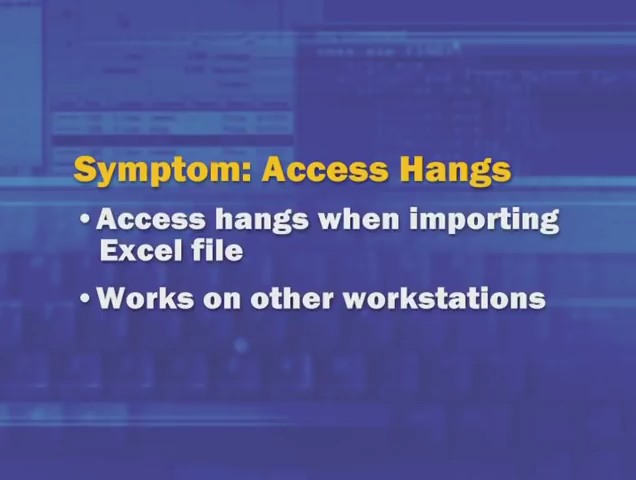 Symptom: Access Hangs
• Access hangs when importing
Excel file
• Works on other workstations